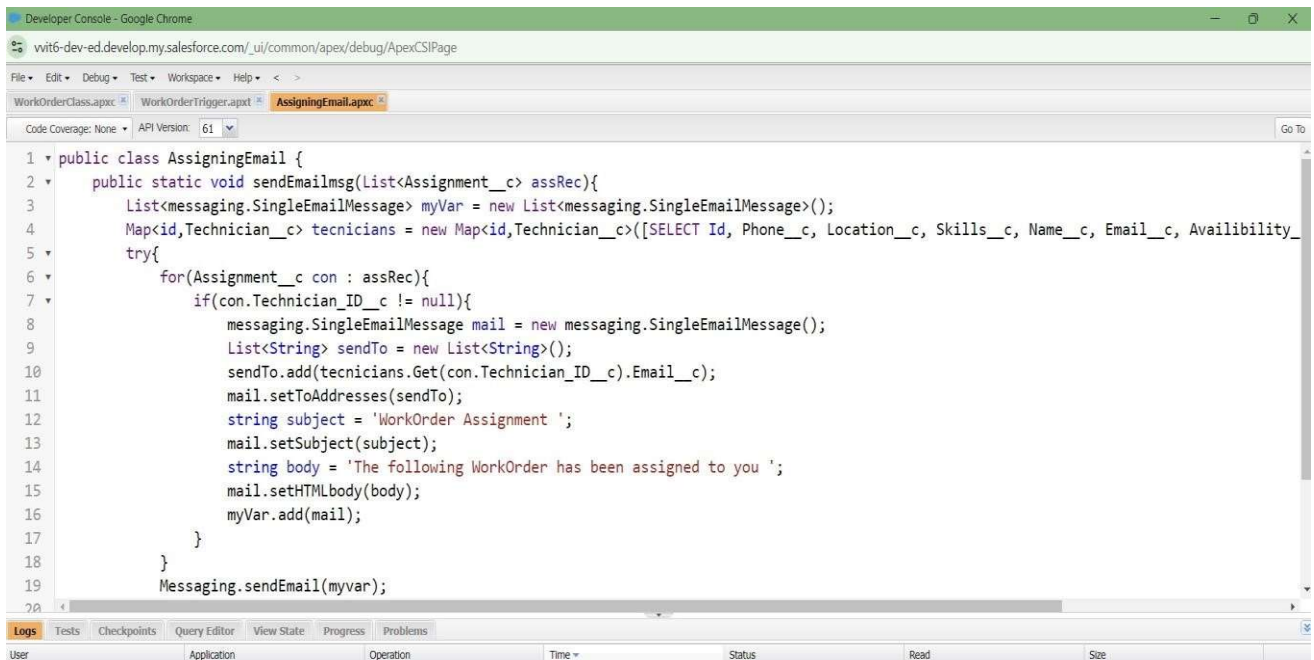 Developer Console - Google Chrome
vvit6-dev-ed.develop.my.salesforce.com/_ui/common/apex/debug/ApexCSIPage
File Edit Debug Test Workspace Help < >
WorkOrderClass.apxc WorkOrderTrigger.apxt AssigningEmail.apxc
Code Coverage: None API Version: 61 Go To
1 public class AssigningEmail {
2 public static void sendEmailmsg(List<Assignment__c> assRec){
3 List<messaging.SingleEmailMessage> myVar = new List<messaging.SingleEmailMessage>();
4 Map<id,Technician__c> tecnicians = new Map<id,Technician__c>([SELECT Id, Phone__c, Location__c, Skills__c, Name__c, Email__c, Availibility_
5 try{
6 for(Assignment__c con : assRec){
7 if(con.Technician_ID__c != null){
8 messaging.SingleEmailMessage mail = new messaging.SingleEmailMessage();
9 List<String> sendTo = new List<String>();
10 sendTo.add(tecnicians.Get(con.Technician_ID__c).Email__c);
11 mail.setToAddresses(sendTo);
12 string subject = 'WorkOrder Assignment ';
13 mail.setSubject(subject);
14 string body = 'The following WorkOrder has been assigned to you ';
15 mail.setHTMLbody(body);
16 myVar.add(mail);
17 }
18 }
19 Messaging.sendEmail(myvar);
20
Logs Tests Checkpoints Query Editor View State Progress Problems
User Application Operation Time Status Read Size